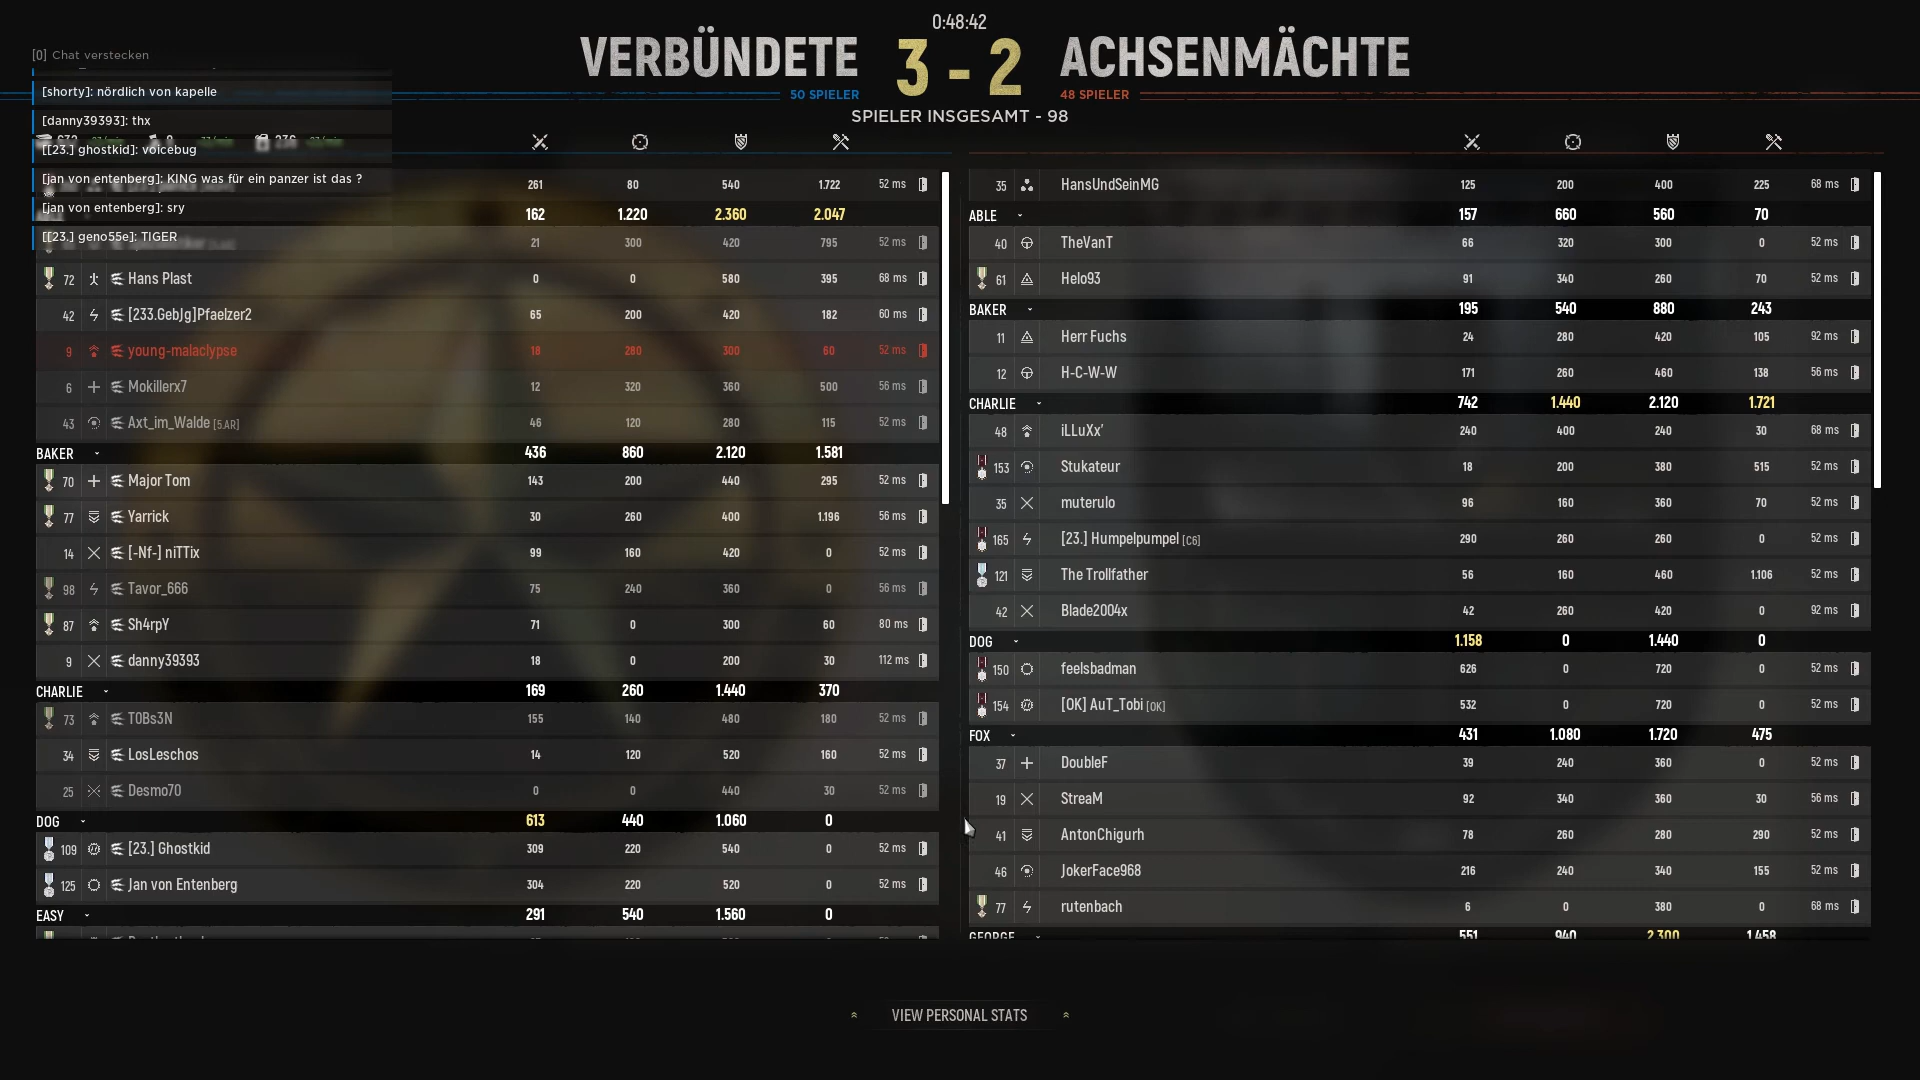 0:48:42
VERBÜNDETE 3 - 2 ACHSENMÄCHTE
50 SPIELER 48 SPIELER
SPIELER INSGESAMT - 98
[0] Chat verstecken
[shorty]: nördlich von kapelle
[danny39393]: thx
[[23.] ghostkid]: voicebug
[jan von entenberg]: KING was für ein panzer ist das ?
[jan von entenberg]: sry
[[23.] geno55e]: TIGER
261 80 540 1.722 52 ms
162 1.220 2.360 2.047
21 300 420 795 52 ms
72 Hans Plast 0 0 580 395 68 ms
42 [233.GebJg]Pfaelzer2 65 200 420 182 60 ms
9 young-malaclypse 18 280 300 60 52 ms
6 Mokillerx7 12 320 360 500 56 ms
43 Axt_im_Walde [5.AR] 46 120 280 115 52 ms
BAKER 436 860 2.120 1.581
70 Major Tom 143 200 440 295 52 ms
77 Yarrick 30 260 400 1.196 56 ms
14 [-Nf-] niTTix 99 160 420 0 52 ms
98 Tavor_666 75 240 360 0 56 ms
87 Sh4rpY 71 0 300 60 80 ms
9 danny39393 18 0 200 30 112 ms
CHARLIE 169 260 1.440 370
73 TOBs3N 155 140 480 180 52 ms
34 LosLeschos 14 120 520 160 52 ms
25 Desmo70 0 0 440 30 52 ms
DOG 613 440 1.060 0
109 [23.] Ghostkid 309 220 540 0 52 ms
125 Jan von Entenberg 304 220 520 0 52 ms
EASY 291 540 1.560 0
35 HansUndSeinMG 125 200 400 225 68 ms
ABLE 157 660 560 70
40 TheVanT 66 320 300 0 52 ms
61 Helo93 91 340 260 70 52 ms
BAKER 195 540 880 243
11 Herr Fuchs 24 280 420 105 92 ms
12 H-C-W-W 171 260 460 138 56 ms
CHARLIE 742 1.440 2.120 1.721
48 iLLuXx' 240 400 240 30 68 ms
153 Stukateur 18 200 380 515 52 ms
35 muterulo 96 160 360 70 52 ms
165 [23.] Humpelpumpel [C6] 290 260 260 0 52 ms
121 The Trollfather 56 160 460 1.106 52 ms
42 Blade2004x 42 260 420 0 92 ms
DOG 1.158 0 1.440 0
150 feelsbadman 626 0 720 0 52 ms
154 [OK] AuT_Tobi [OK] 532 0 720 0 52 ms
FOX 431 1.080 1.720 475
37 DoubleF 39 240 360 0 52 ms
19 StreaM 92 340 360 30 56 ms
41 AntonChigurh 78 260 280 290 52 ms
46 JokerFace968 216 240 340 155 52 ms
77 rutenbach 6 0 380 0 68 ms
GEORGE 551 940 2.300 1.458
VIEW PERSONAL STATS